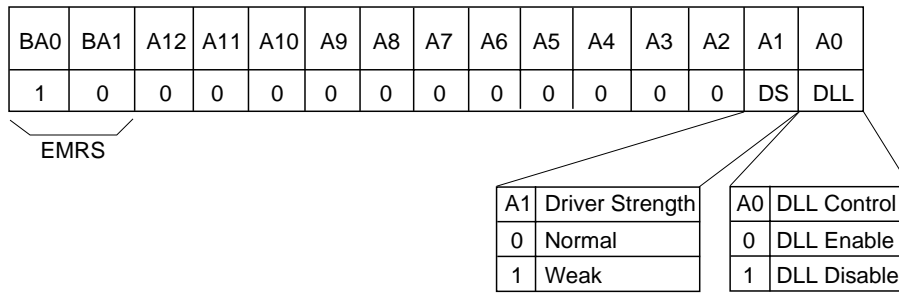 BA0 BA1 A12 A11 A10 A9 A8 A7 A6 A5 A4 A3 A2 A1 A0
1 0 0 0 0 0 0 0 0 0 0 0 0 DS DLL
EMRS
A1 Driver Strength
0 Normal
1 Weak
A0 DLL Control
0 DLL Enable
1 DLL Disable